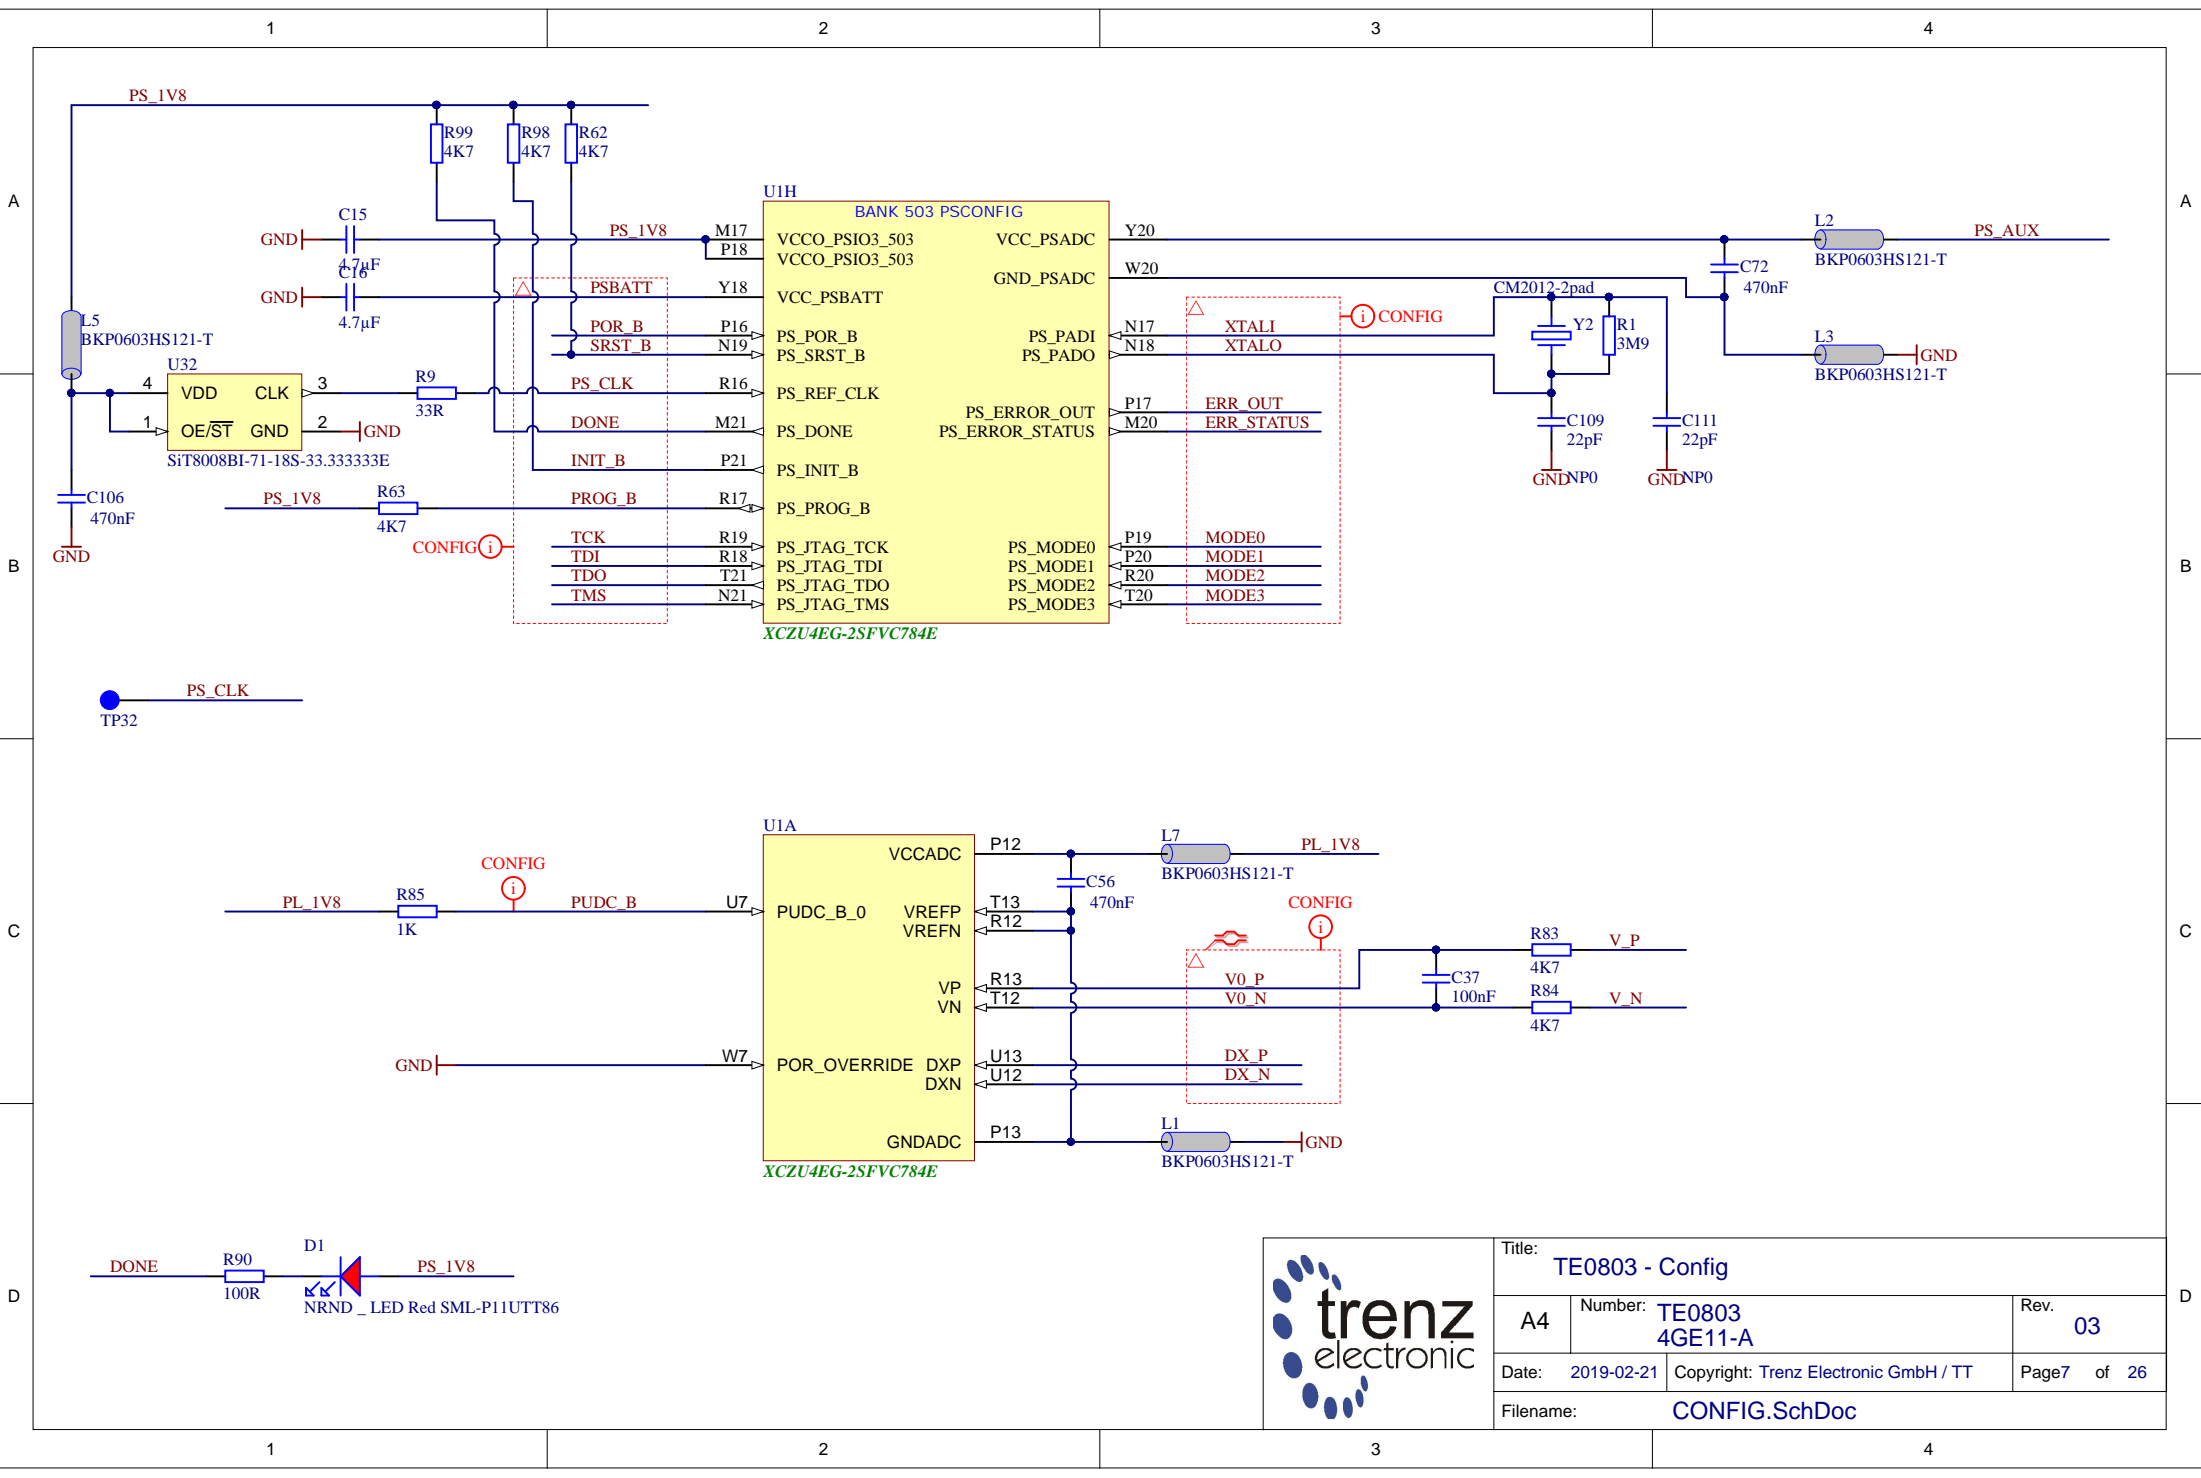 1 2 3 4
PS_1V8
R99 R98 R62
4K7 4K7 4K7
A A
U1H
BANK 503 PSCONFIG
C15
GND PS_1V8 M17 VCCO_PSIO3_503 VCC_PSADC Y20
P18 VCCO_PSIO3_503
4.7µF
C16
GND PSBATT Y18 VCC_PSBATT GND_PSADC W20
4.7µF
L2 PS_AUX
BKP0603HS121-T
C72
470nF
L3 GND
BKP0603HS121-T
POR_B P16 PS_POR_B PS_PADI N17 XTALI
SRST_B N19 PS_SRST_B PS_PADO N18 XTALO
CONFIG
i
CM2012-2pad
Y2 R1
3M9
L5
BKP0603HS121-T
U32
4 VDD CLK 3 R9 PS_CLK R16 PS_REF_CLK
33R
1 OE/ST GND 2 GND
SiT8008BI-71-18S-33.333333E
DONE M21 PS_DONE
PS_ERROR_OUT P17 ERR_OUT
PS_ERROR_STATUS M20 ERR_STATUS
C109 C111
22pF 22pF
GND NP0 GND NP0
INIT_B P21 PS_INIT_B
C106
470nF
GND
PS_1V8 R63 PROG_B R17 PS_PROG_B
4K7
CONFIG
i
TCK R19 PS_JTAG_TCK PS_MODE0 P19 MODE0
TDI R18 PS_JTAG_TDI PS_MODE1 P20 MODE1
TDO T21 PS_JTAG_TDO PS_MODE2 R20 MODE2
TMS N21 PS_JTAG_TMS PS_MODE3 T20 MODE3
B B
XCZU4EG-2SFVC784E
PS_CLK
TP32
U1A
VCCADC P12 L7 PL_1V8
BKP0603HS121-T
C56
470nF
CONFIG
i
PL_1V8 R85 PUDC_B U7 PUDC_B_0 VREFP T13
1K
VREFN R12
CONFIG
i
C C
VP R13 V0_P
VN T12 V0_N
C37
100nF
R83 V_P
4K7
R84 V_N
4K7
GND W7 POR_OVERRIDE DXP U13 DX_P
DXN U12 DX_N
GNDADC P13 L1 GND
BKP0603HS121-T
XCZU4EG-2SFVC784E
DONE R90 D1 PS_1V8
100R
NRND _ LED Red SML-P11UTT86
D D
trenz
electronic
Title:
TE0803 - Config
A4 Number: TE0803
4GE11-A
Rev.
03
Date: 2019-02-21 Copyright: Trenz Electronic GmbH / TT Page7 of 26
Filename: CONFIG.SchDoc
1 2 3 4